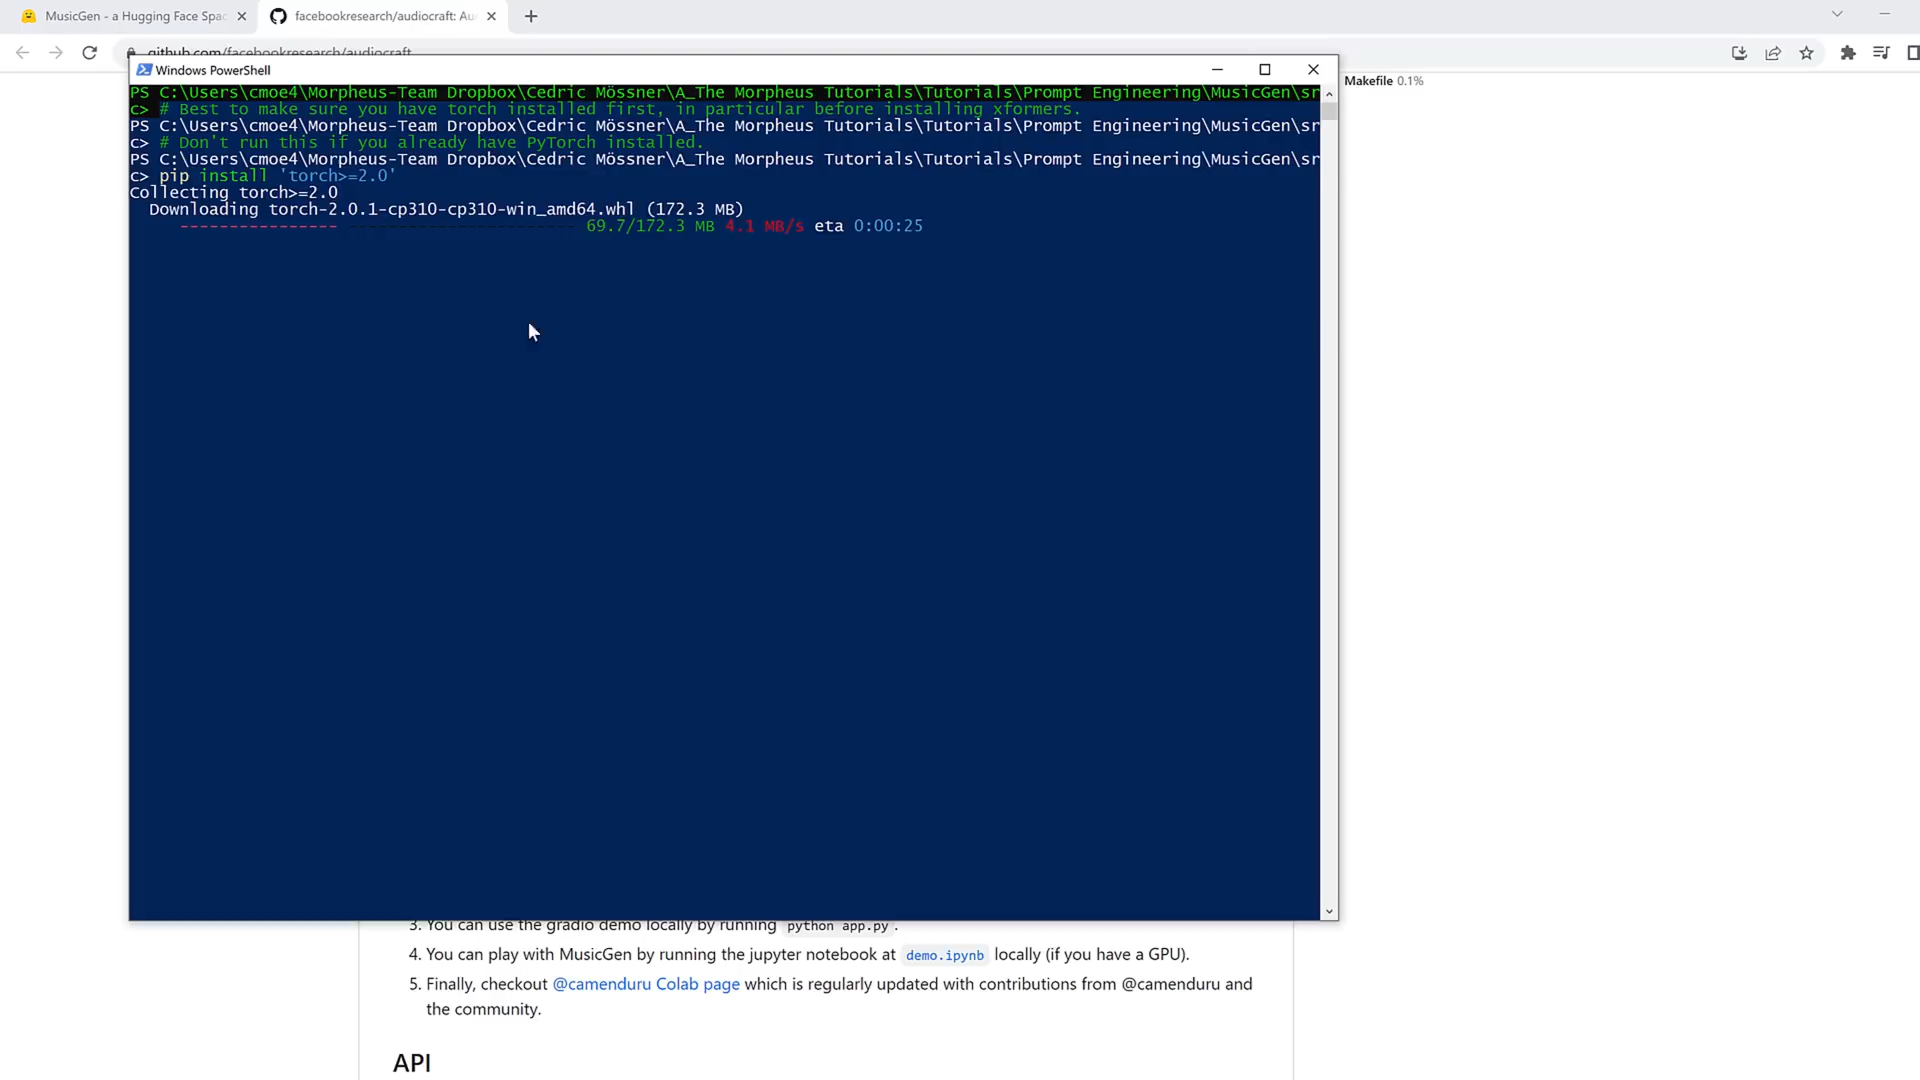 MusicGen - a Hugging Face Spac
facebookresearch/audiocraft: Au
github.com/facebookresearch/audiocraft
Windows PowerShell
Makefile 0.1%
PS C:\Users\cmoe4\Morpheus-Team Dropbox\Cedric Mössner\A_The Morpheus Tutorials\Tutorials\Prompt Engineering\MusicGen\sr
c> # Best to make sure you have torch installed first, in particular before installing xformers.
PS C:\Users\cmoe4\Morpheus-Team Dropbox\Cedric Mössner\A_The Morpheus Tutorials\Tutorials\Prompt Engineering\MusicGen\sr
c> # Don't run this if you already have PyTorch installed.
PS C:\Users\cmoe4\Morpheus-Team Dropbox\Cedric Mössner\A_The Morpheus Tutorials\Tutorials\Prompt Engineering\MusicGen\sr
c> pip install 'torch>=2.0'
Collecting torch>=2.0
Downloading torch-2.0.1-cp310-cp310-win_amd64.whl (172.3 MB)
69.7/172.3 MB 4.1 MB/s eta 0:00:25
3. You can use the gradio demo locally by running python app.py.
4. You can play with MusicGen by running the jupyter notebook at demo.ipynb locally (if you have a GPU).
5. Finally, checkout @camenduru Colab page which is regularly updated with contributions from @camenduru and
the community.
API